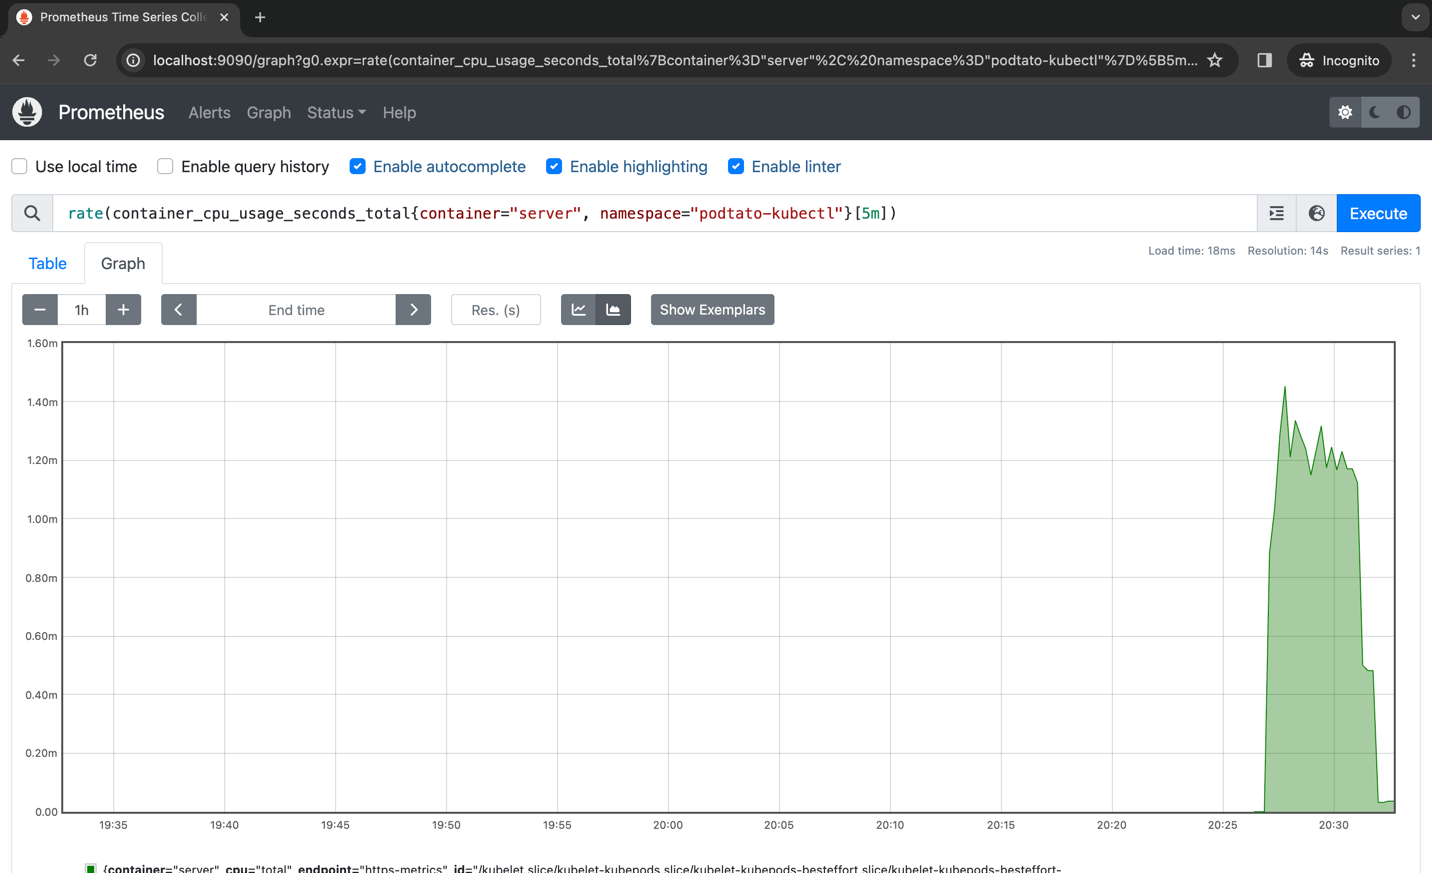 Prometheus Time Series Colle
localhost:9090/graph?g0.expr=rate(container_cpu_usage_seconds_total%7Bcontainer%3D"server"%2C%20namespace%3D"podtato-kubectl"%7D%5B5m...
Incognito
Prometheus Alerts Graph Status Help
Use local time Enable query history Enable autocomplete Enable highlighting Enable linter
rate(container_cpu_usage_seconds_total{container="server", namespace="podtato-kubectl"}[5m])
Execute
Load time: 18ms Resolution: 14s Result series: 1
Table Graph
− 1h + End time Res. (s) Show Exemplars
1.60m
1.40m
1.20m
1.00m
0.80m
0.60m
0.40m
0.20m
0.00
19:35 19:40 19:45 19:50 19:55 20:00 20:05 20:10 20:15 20:20 20:25 20:30
{container="server", cpu="total", endpoint="https-metrics", id="/kubelet.slice/kubelet-kubepods.slice/kubelet-kubepods-besteffort.slice/kubelet-kubepods-besteffort-